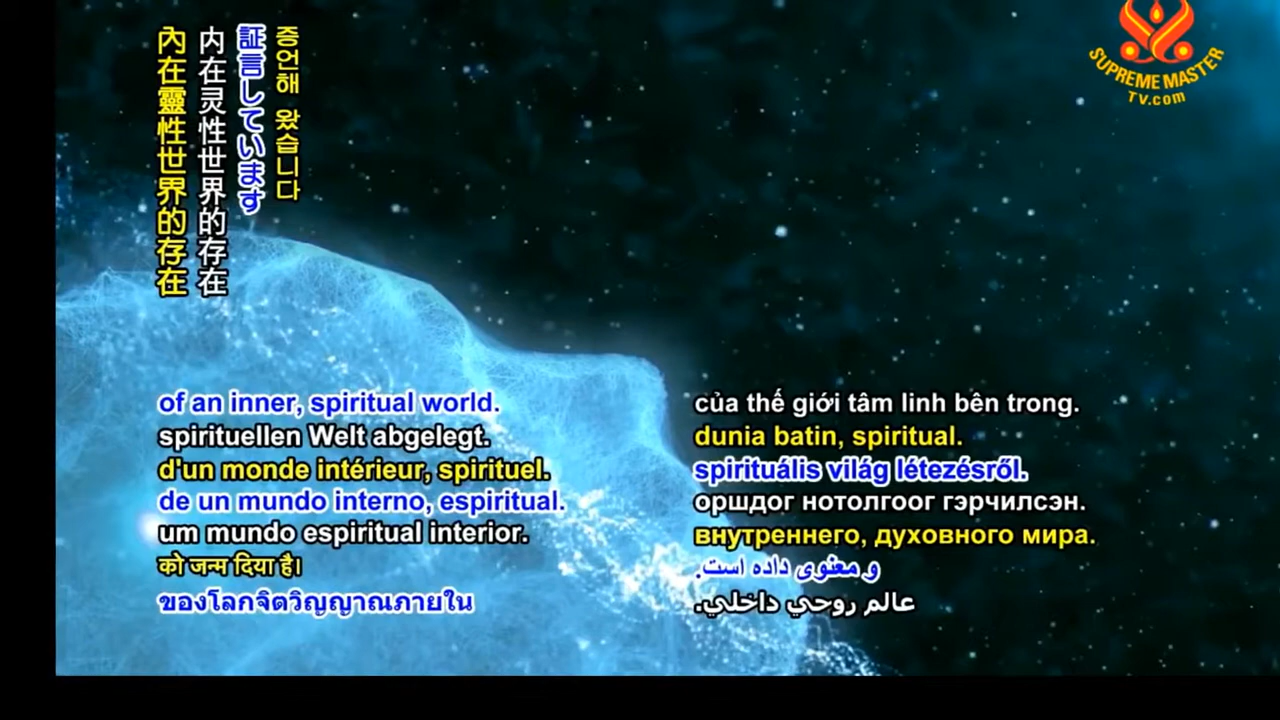 증언해 왔습니다
証言しています
内在灵性世界的存在
內在靈性世界的存在
SUPREME MASTER
TV.com
of an inner, spiritual world.
spirituellen Welt abgelegt.
d'un monde intérieur, spirituel.
de un mundo interno, espiritual.
um mundo espiritual interior.
को जन्म दिया है।
ของโลกจิตวิญญาณภายใน
của thế giới tâm linh bên trong.
dunia batin, spiritual.
spirituális világ létezésről.
оршдог нотолгоог гэрчилсэн.
внутреннего, духовного мира.
و معنوی داده است.
عالم روحي داخلي.